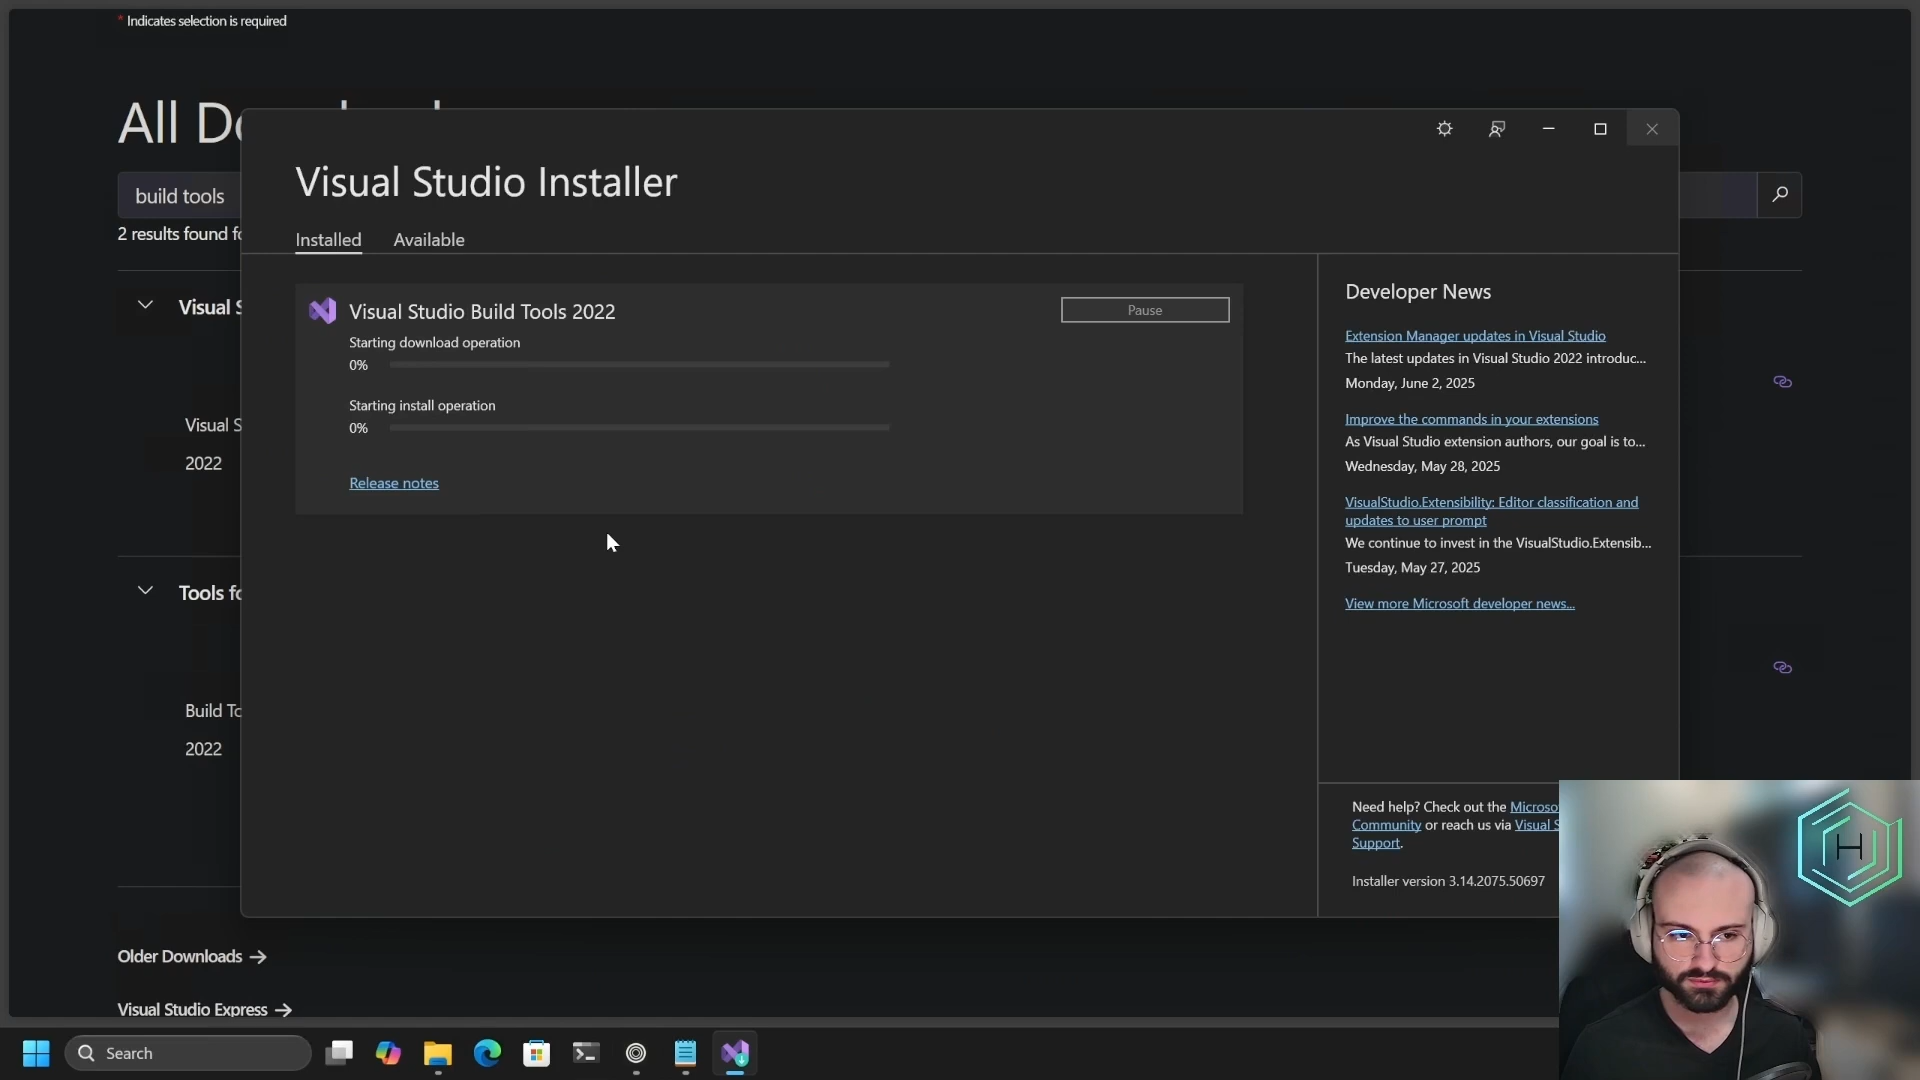 * Indicates selection is required
All
build tools
2 results found
Visual Studio Installer
Installed
Available
Visual Studio Build Tools 2022
Pause
Starting download operation
0%
Starting install operation
0%
Release notes
Developer News
Extension Manager updates in Visual Studio
The latest updates in Visual Studio 2022 introduc...
Monday, June 2, 2025
Improve the commands in your extensions
As Visual Studio extension authors, our goal is to...
Wednesday, May 28, 2025
VisualStudio.Extensibility: Editor classification and
updates to user prompt
We continue to invest in the VisualStudio.Extensib...
Tuesday, May 27, 2025
View more Microsoft developer news...
Need help? Check out the
Community or reach us via Visual
Support.
Installer version 3.14.2075.50697
Visual
Visual
2022
Tools
Build
2022
Older Downloads →
Visual Studio Express →
Search
H